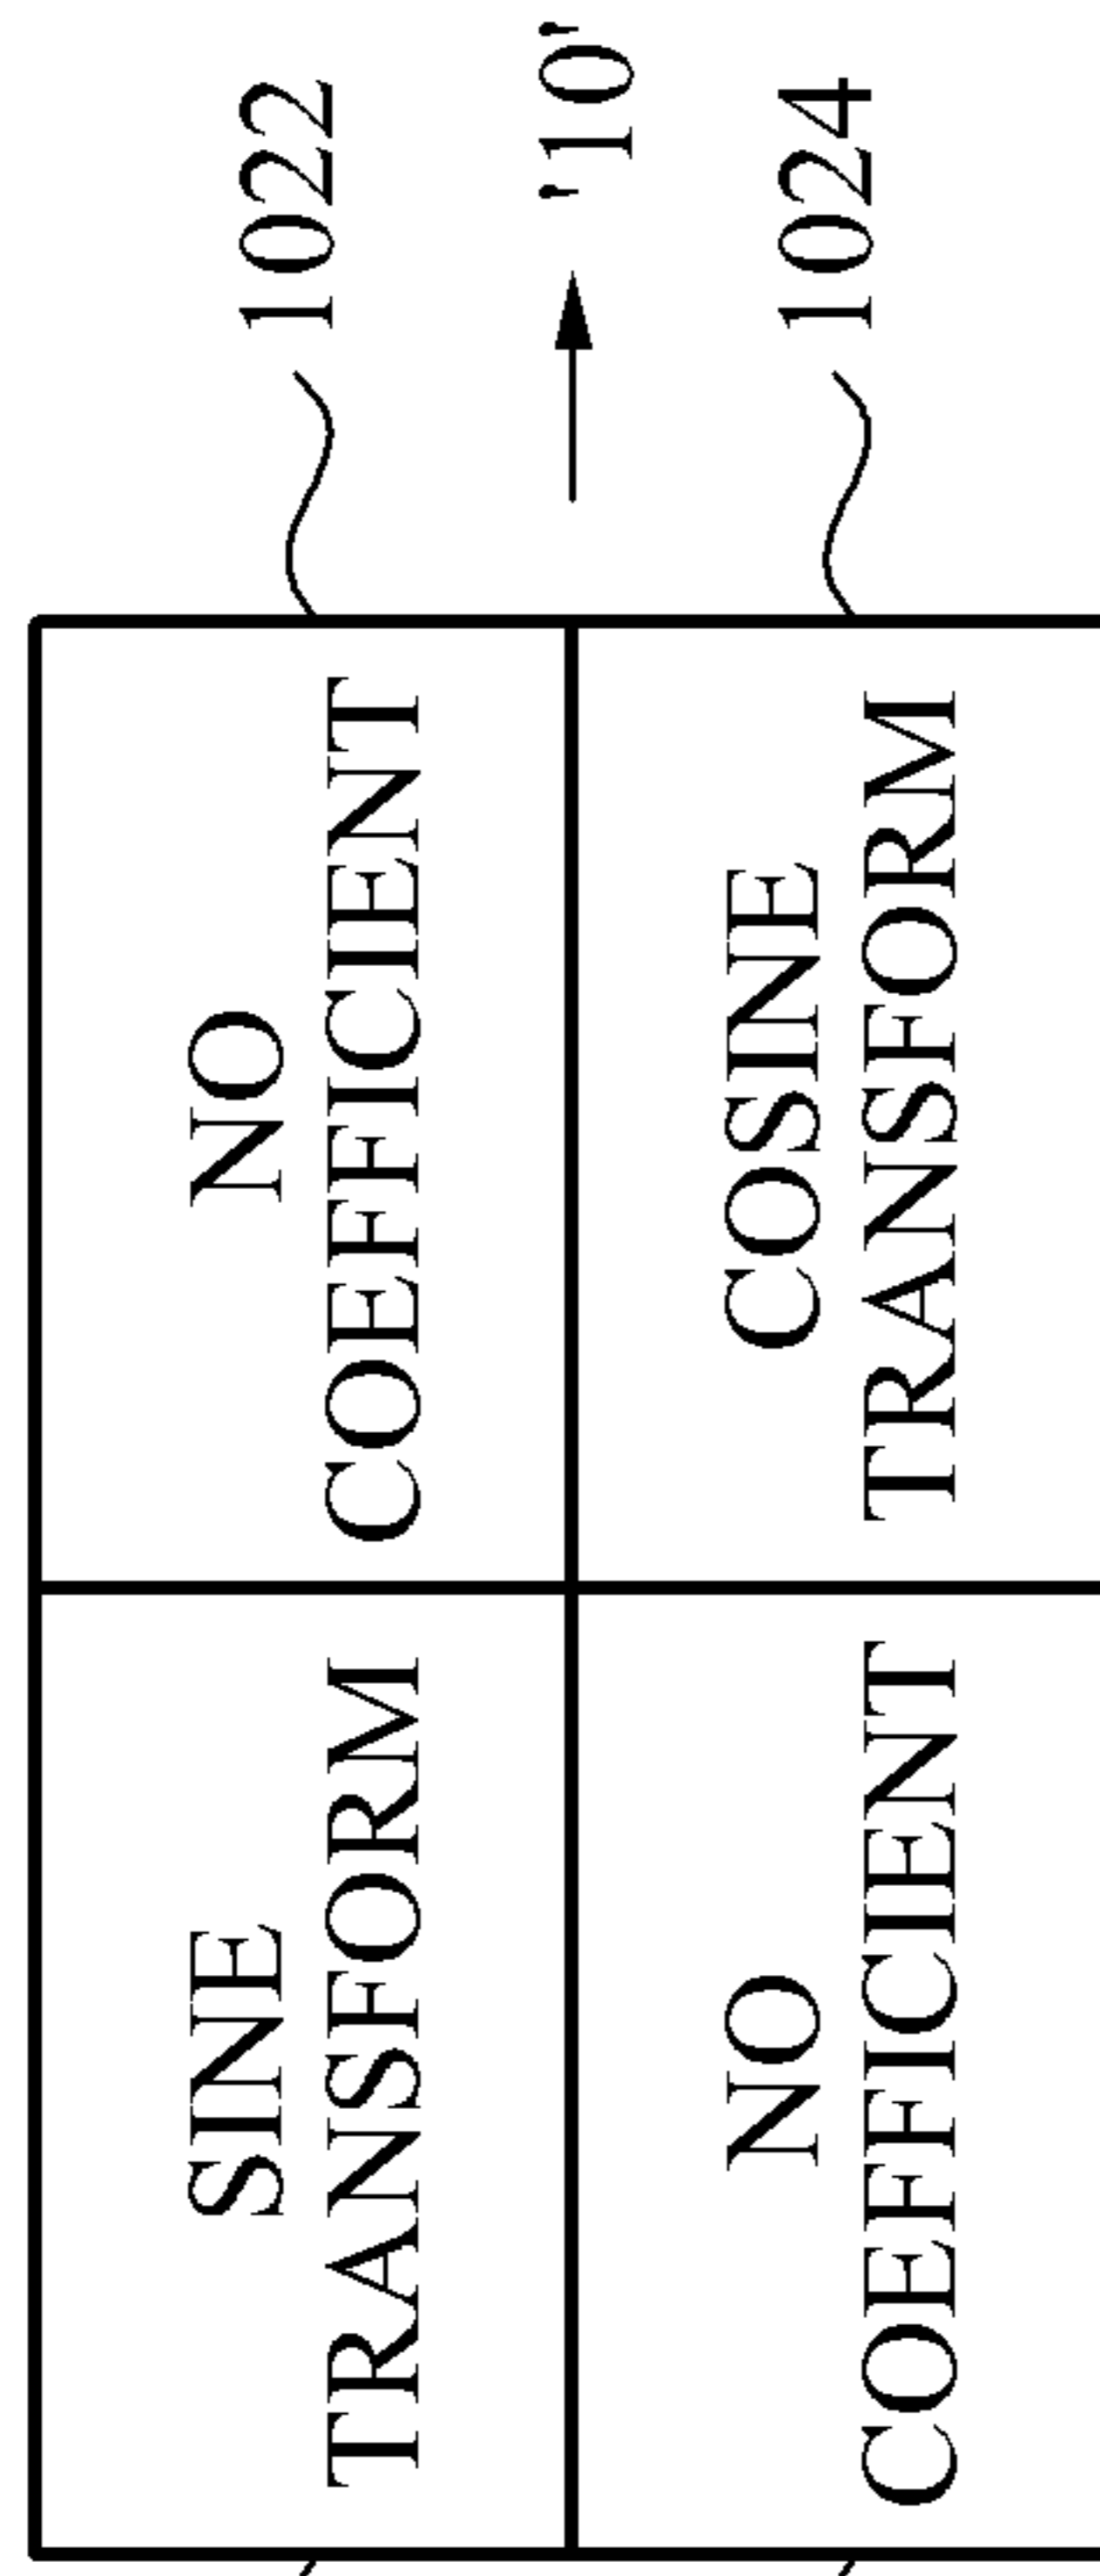 SINE
TRANSFORM
NO
COEFFICIENT
1022
'10'
NO
COEFFICIENT
COSINE
TRANSFORM
1024